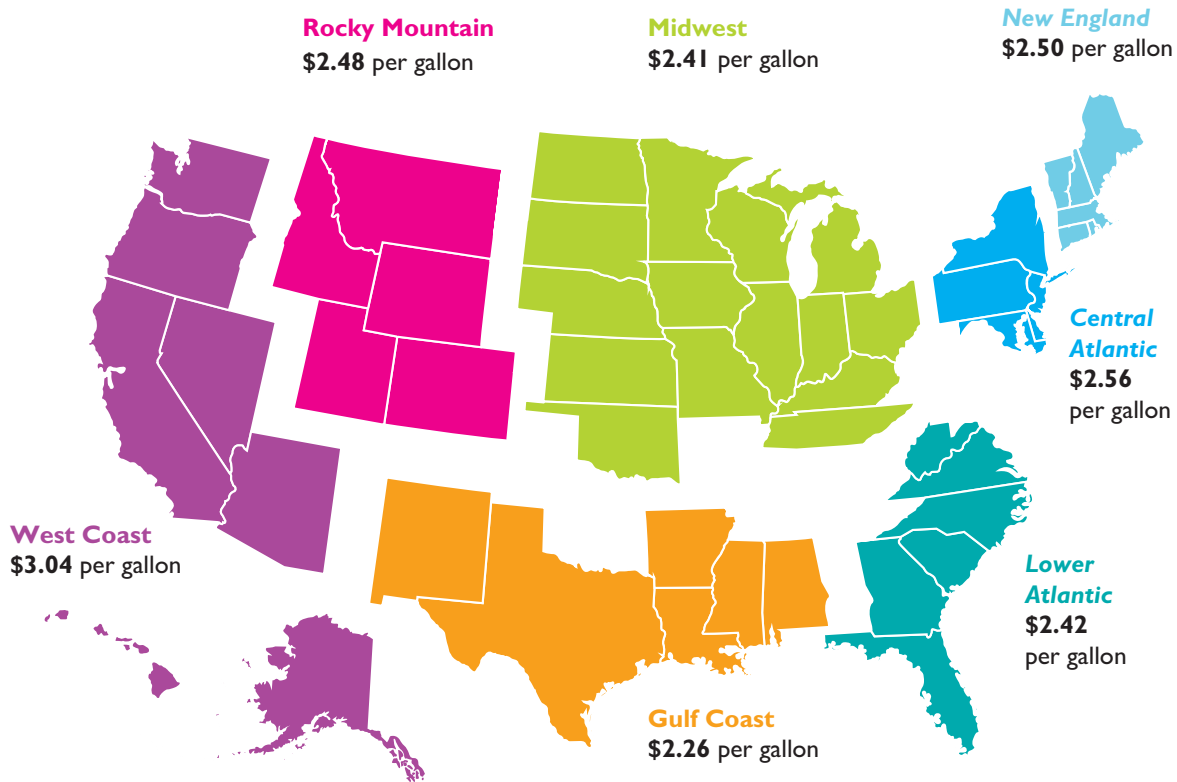 Rocky Mountain
$2.48 per gallon
Midwest
$2.41 per gallon
New England
$2.50 per gallon
Central
Atlantic
$2.56
per gallon
West Coast
$3.04 per gallon
Lower
Atlantic
$2.42
per gallon
Gulf Coast
$2.26 per gallon